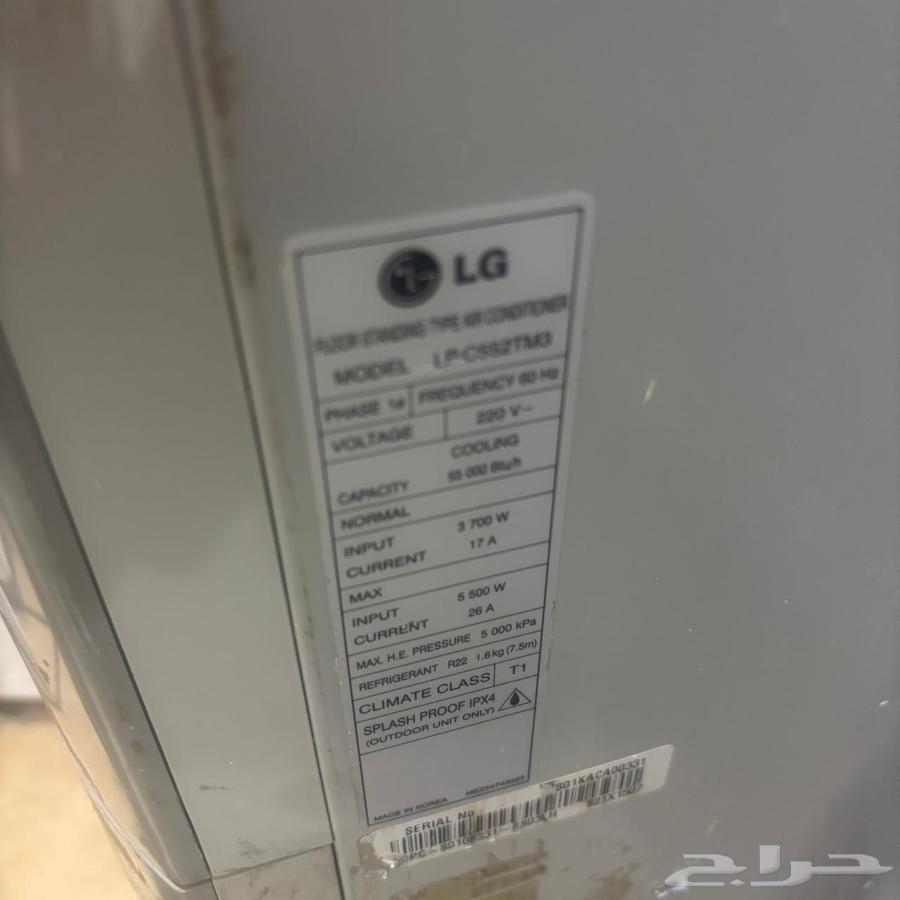 LG
FLOOR STANDING TYPE AIR CONDITIONER
MODEL
PHASE 1ø FREQUENCY 60 Hz
VOLTAGE 220 V~
COOLING
CAPACITY 55 000 Btu/h
NORMAL
INPUT 3 700 W
CURRENT 17 A
MAX
INPUT 5 500 W
CURRENT 26 A
MAX. H.E. PRESSURE 5 000 kPa
REFRIGERANT R22 1.6kg (7.5m)
CLIMATE CLASS T1
SPLASH PROOF IPX4
(OUTDOOR UNIT ONLY)
MADE IN KOREA
SERIAL No 801KACA00331
حراج